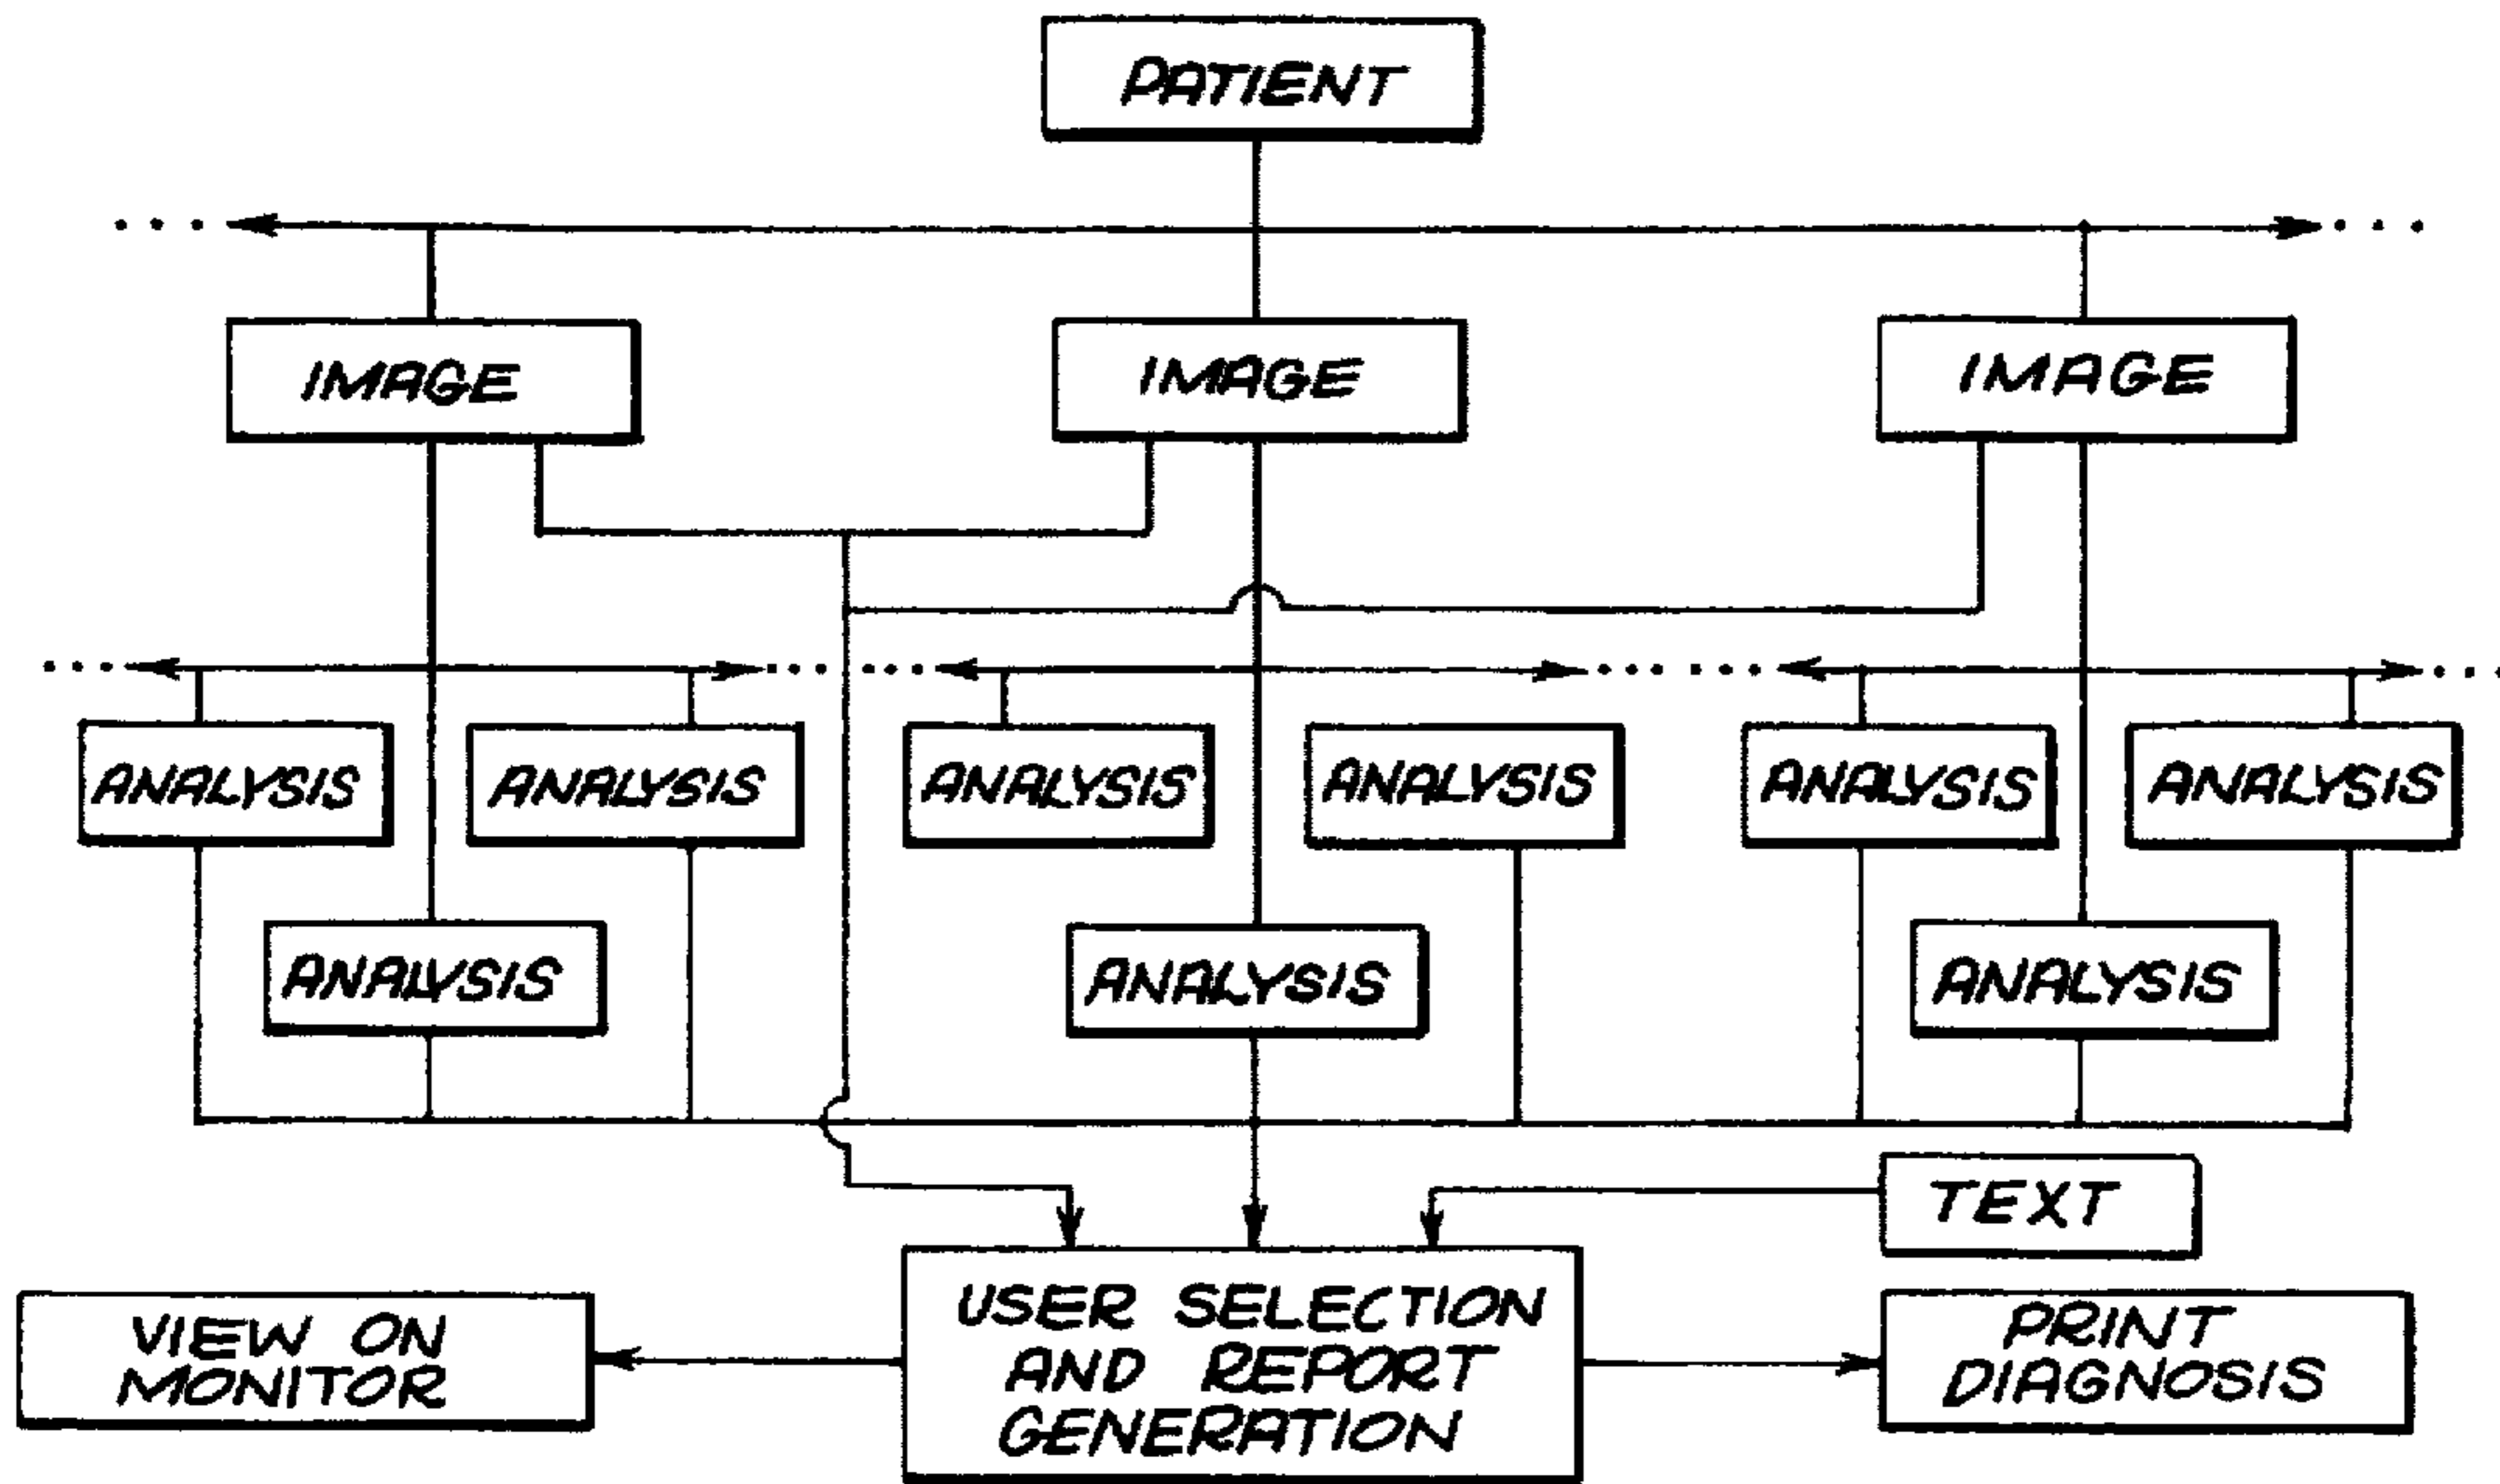 PATIENT
IMAGE
IMAGE
IMAGE
ANALYSIS
ANALYSIS
ANALYSIS
ANALYSIS
ANALYSIS
ANALYSIS
ANALYSIS
ANALYSIS
ANALYSIS
TEXT
VIEW ON
MONITOR
USER SELECTION
AND REPORT
GENERATION
PRINT
DIAGNOSIS